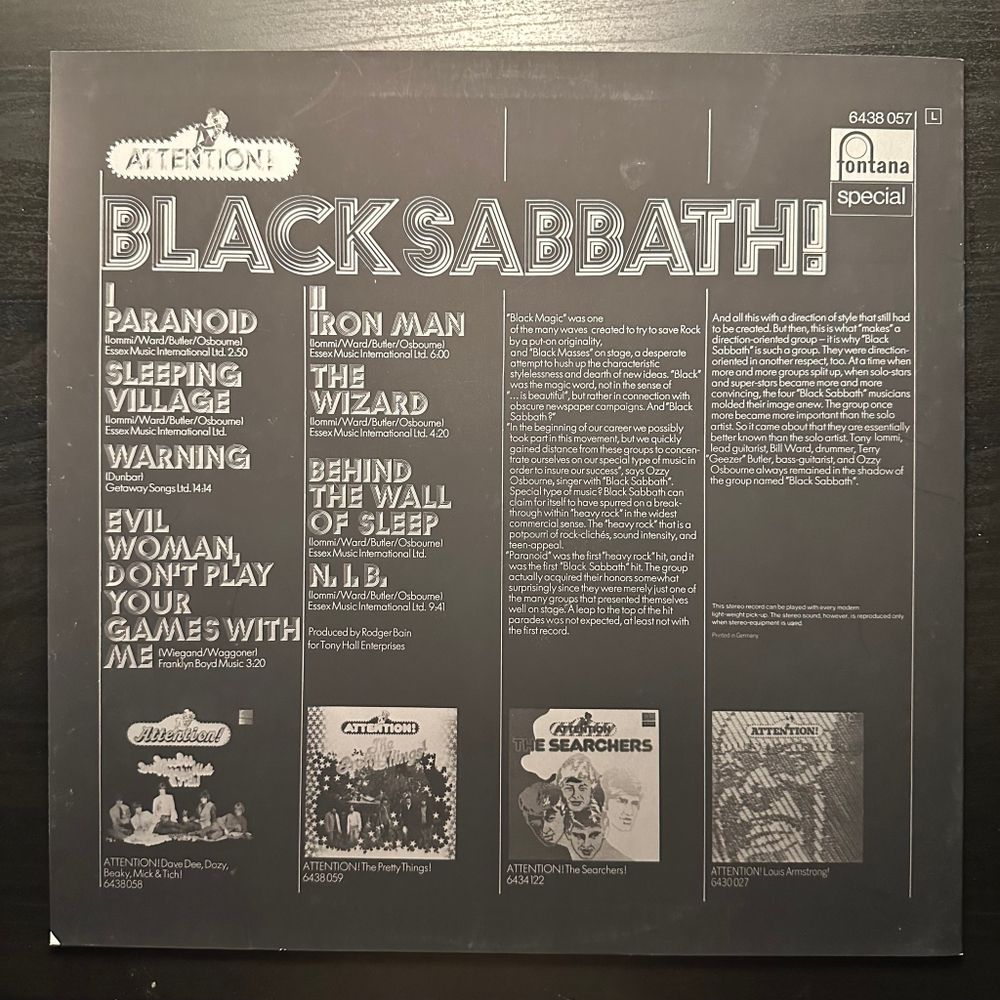 6438 057 L
ATTENTION!
fontana
special
BLACK SABBATH!
I
PARANOID
(Iommi/Ward/Butler/Osbourne)
Essex Music International Ltd. 2:50
SLEEPING
VILLAGE
(Iommi/Ward/Butler/Osbourne)
Essex Music International Ltd.
WARNING
(Dunbar)
Getaway Songs Ltd. 14:14
EVIL
WOMAN,
DON'T PLAY
YOUR
GAMES WITH
ME (Wiegand/Waggoner)
Franklyn Boyd Music 3:20
II
IRON MAN
(Iommi/Ward/Butler/Osbourne)
Essex Music International Ltd. 6:00
THE
WIZARD
(Iommi/Ward/Butler/Osbourne)
Essex Music International Ltd. 4:20
BEHIND
THE WALL
OF SLEEP
(Iommi/Ward/Butler/Osbourne)
Essex Music International Ltd.
N. I. B.
(Iommi/Ward/Butler/Osbourne)
Essex Music International Ltd. 9:41
Produced by Rodger Bain
for Tony Hall Enterprises
"Black Magic" was one
of the many waves created to try to save Rock
by a put-on originality,
and "Black Masses" on stage, a desperate
attempt to hush up the characteristic
stylelessness and dearth of new ideas. "Black"
was the magic word, not in the sense of
"... is beautiful", but rather in connection with
obscure newspaper campaigns. And "Black
Sabbath?"
"In the beginning of our career we possibly
took part in this movement, but we quickly
gained distance from these groups to concen-
trate ourselves on our special type of music in
order to insure our success", says Ozzy
Osbourne, singer with "Black Sabbath".
Special type of music? Black Sabbath can
claim for itself to have spurred on a break-
through within "heavy rock" in the widest
commercial sense. The "heavy rock" that is a
potpourri of rock-clichés, sound intensity, and
teen-appeal.
"Paranoid" was the first "heavy rock" hit, and it
was the first "Black Sabbath" hit. The group
actually acquired their honors somewhat
surprisingly since they were merely just one of
the many groups that presented themselves
well on stage. A leap to the top of the hit
parades was not expected, at least not with
the first record.
And all this with a direction of style that still had
to be created. But then, this is what "makes" a
direction-oriented group – it is why "Black
Sabbath" is such a group. They were direction-
oriented in another respect, too. At a time when
more and more groups split up, when solo-stars
and super-stars became more and more
convincing, the four "Black Sabbath" musicians
molded their image anew. The group once
more became more important than the solo
artist. So it came about that they are essentially
better known than the solo artist. Tony Iommi,
lead guitarist, Bill Ward, drummer, Terry
"Geezer" Butler, bass-guitarist, and Ozzy
Osbourne always remained in the shadow of
the group named "Black Sabbath".
This stereo record can be played with every modern
light-weight pick-up. The stereo sound, however, is reproduced only
when stereo-equipment is used.
Printed in Germany
Attention!
ATTENTION! Dave Dee, Dozy,
Beaky, Mick & Tich!
6438 058
ATTENTION!
The Pretty Things!
ATTENTION! The Pretty Things!
6438 059
ATTENTION!
THE SEARCHERS
ATTENTION! The Searchers!
6434 122
ATTENTION!
ATTENTION! Louis Armstrong!
6430 027